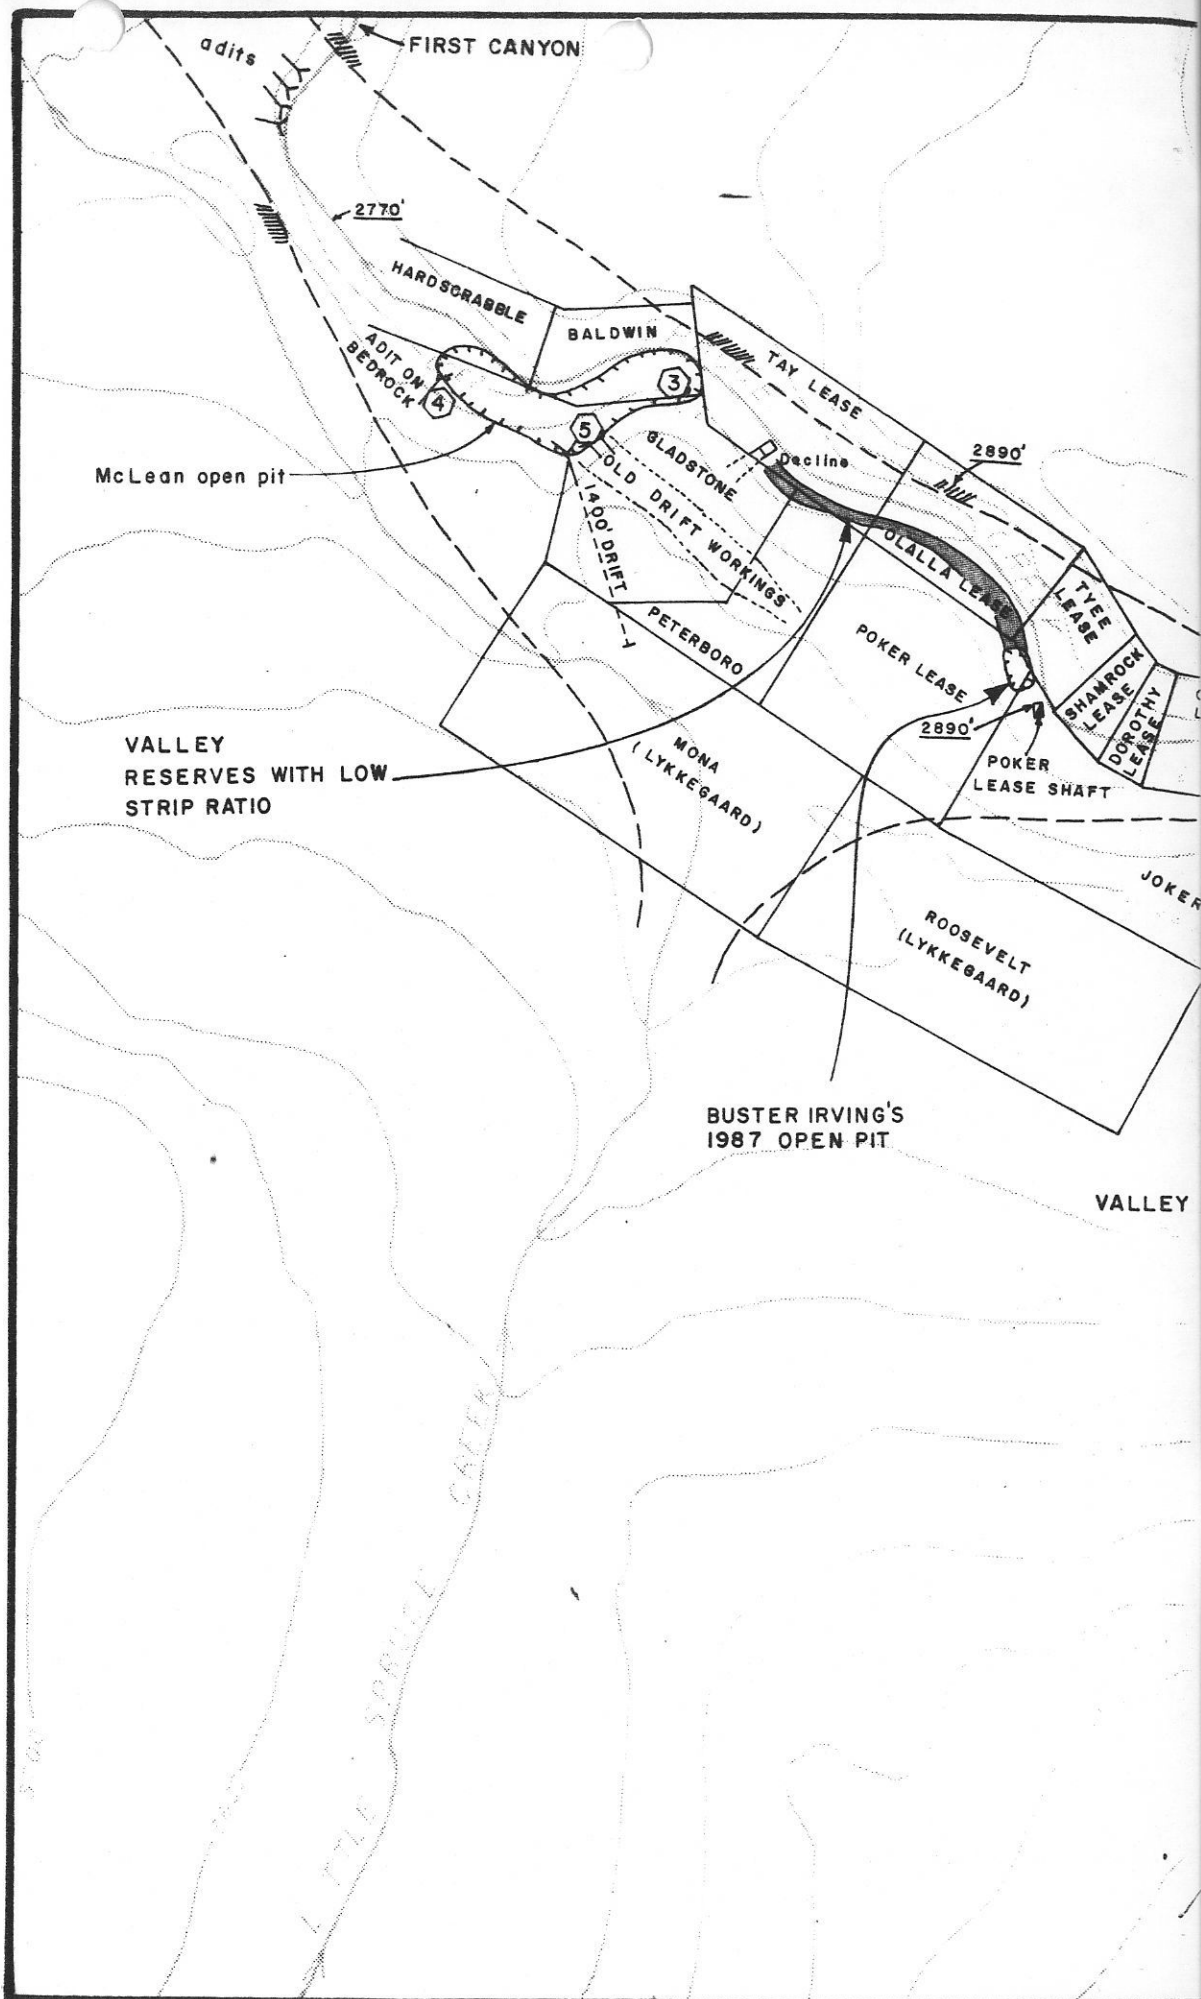 adits
FIRST CANYON
2770'
HARDSCRABBLE
BALDWIN
ADIT ON
BEDROCK
3
4
5
TAY LEASE
McLean open pit
GLADSTONE
Decline
2890'
OLD DRIFT WORKINGS
1400' DRIFT
OLALLA LEASE
TYEE
LEASE
PETERBORO
POKER LEASE
SHAMROCK
LEASE
DOROTHY
LEASE
2890'
POKER
LEASE SHAFT
VALLEY
RESERVES WITH LOW
STRIP RATIO
MONA
(LYKKEGAARD)
JOKER
ROOSEVELT
(LYKKEGAARD)
BUSTER IRVING'S
1987 OPEN PIT
VALLEY
CREEK